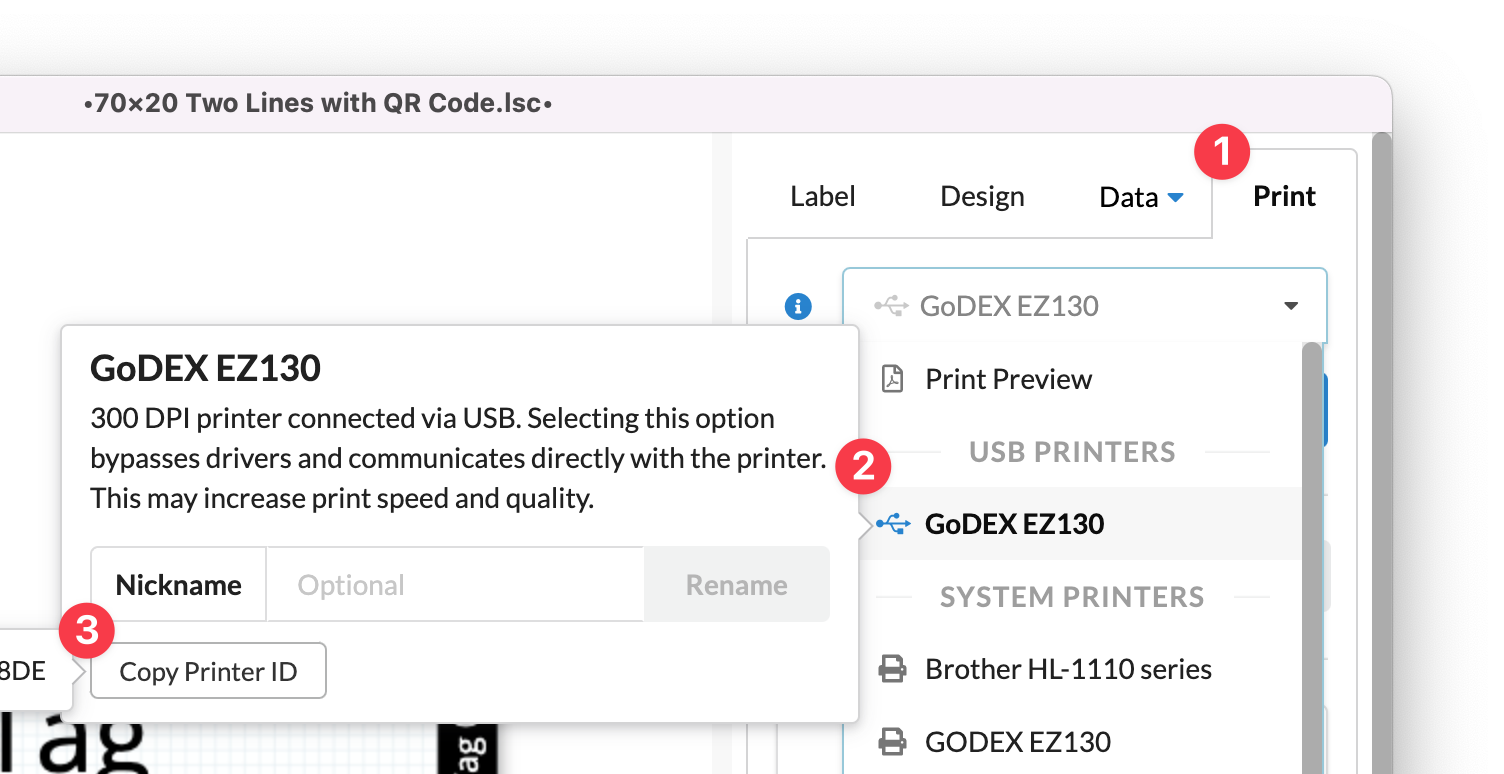 •70×20 Two Lines with QR Code.lsc•
1
Label Design Data Print
GoDEX EZ130
GoDEX EZ130
300 DPI printer connected via USB. Selecting this option
bypasses drivers and communicates directly with the printer.
This may increase print speed and quality.
Nickname Optional Rename
3
8DE
Copy Printer ID
Tag
ag
Print Preview
USB PRINTERS
2
GoDEX EZ130
SYSTEM PRINTERS
Brother HL-1110 series
GODEX EZ130